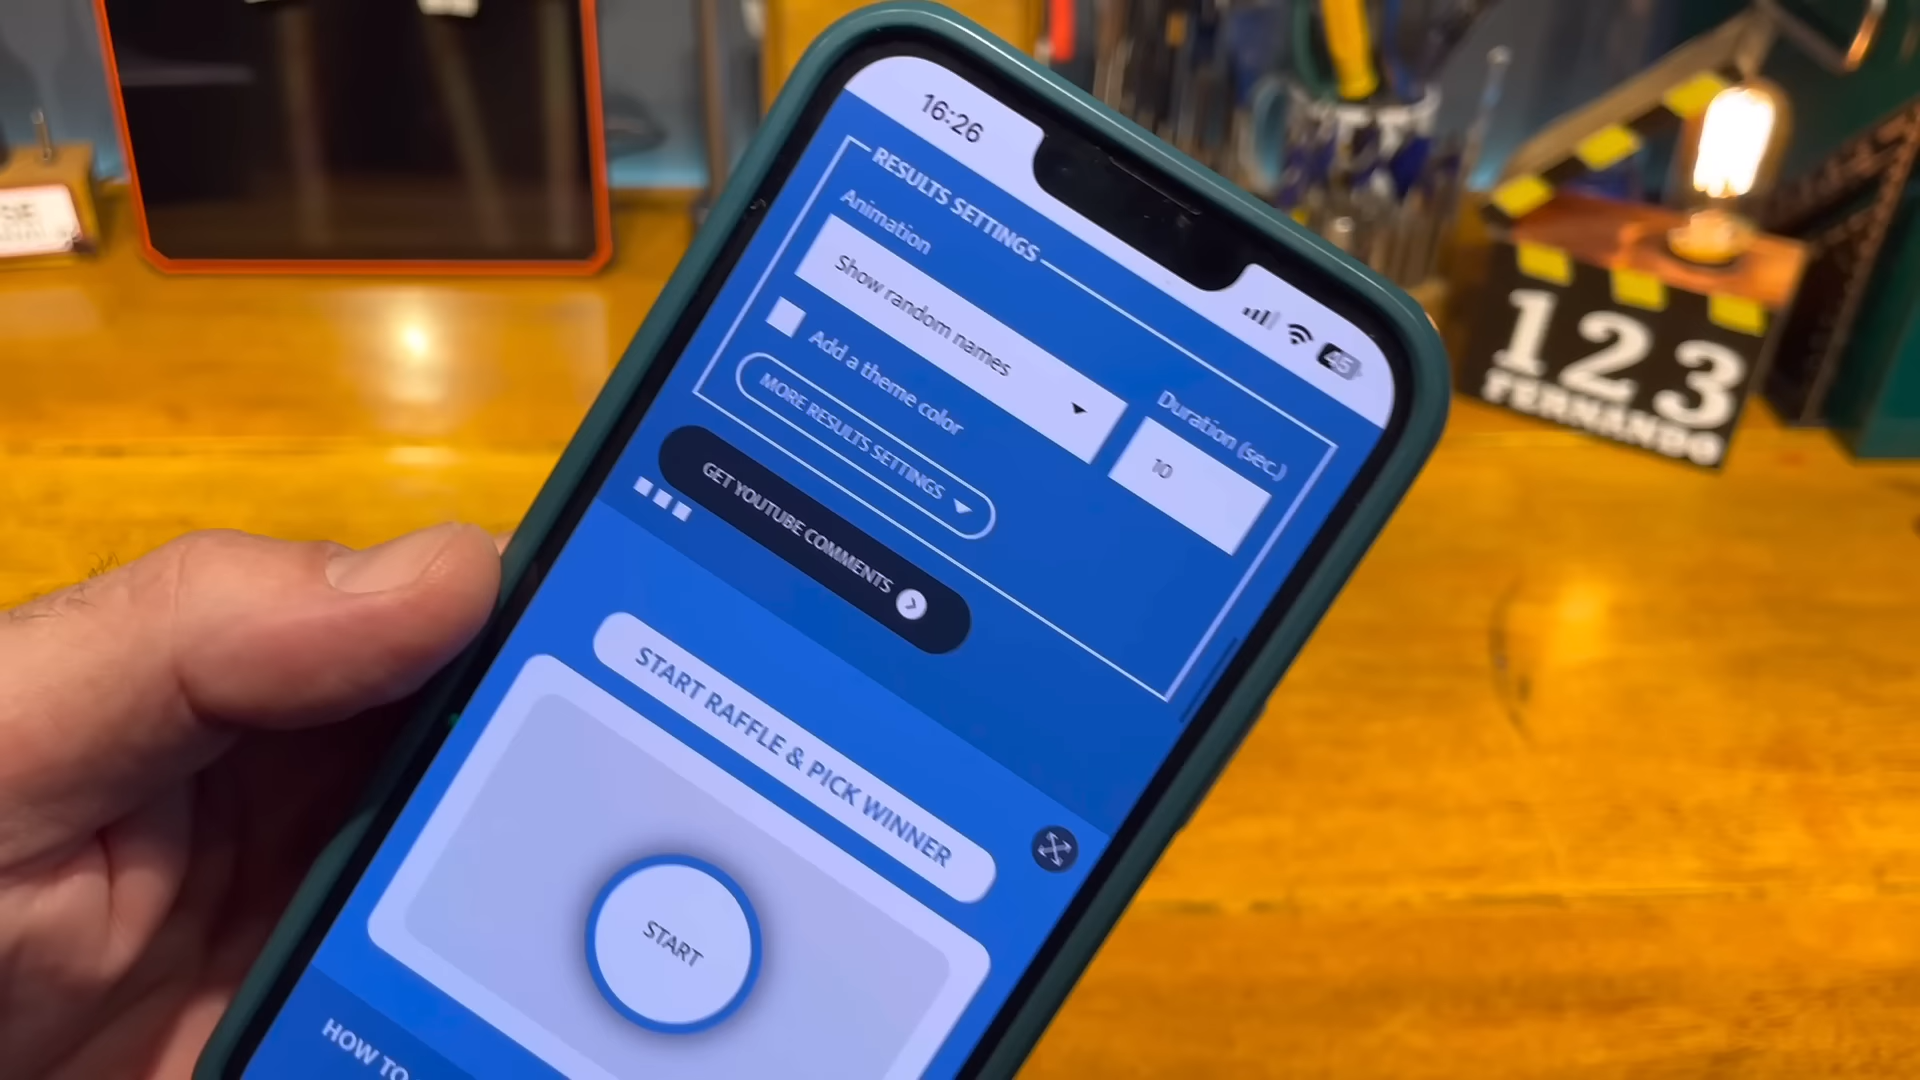 16:26
45
RESULTS SETTINGS
Animation
Show random names
Duration (sec.)
10
Add a theme color
MORE RESULTS SETTINGS
GET YOUTUBE COMMENTS
START RAFFLE & PICK WINNER
START
HOW TO
123
FERNANDO